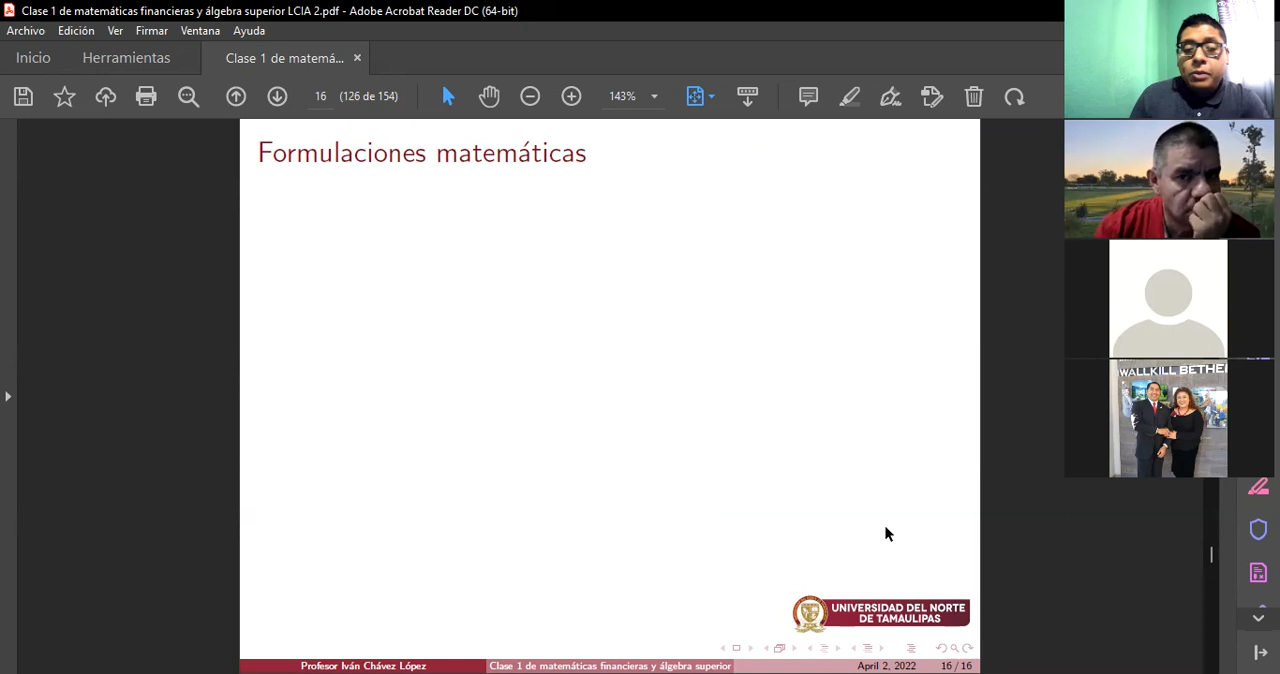 Clase 1 de matemáticas financieras y álgebra superior LCIA 2.pdf - Adobe Acrobat Reader DC (64-bit)
Archivo Edición Ver Firmar Ventana Ayuda
Inicio Herramientas Clase 1 de matemá... ×
16 (126 de 154) 143%
Formulaciones matemáticas
WALLKILL BETHEL
UNIVERSIDAD DEL NORTE
DE TAMAULIPAS
Profesor Iván Chávez López Clase 1 de matemáticas financieras y álgebra superior April 2, 2022 16 / 16